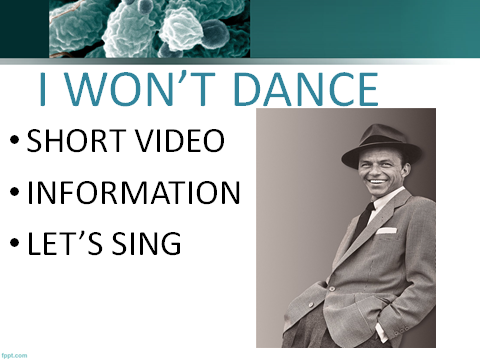 I WON’T DANCE
• SHORT VIDEO
• INFORMATION
• LET’S SING
fppt.com